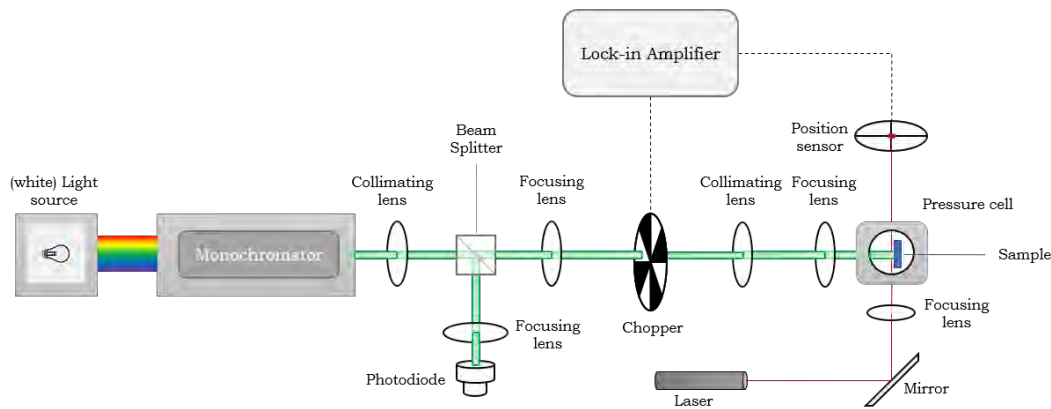 Lock-in Amplifier
Beam
Splitter
Position
sensor
(white) Light
source
Collimating
lens
Focusing
lens
Collimating
lens
Focusing
lens
Pressure cell
Monochromator
Sample
Focusing
lens
Chopper
Focusing
lens
Photodiode
Laser
Mirror